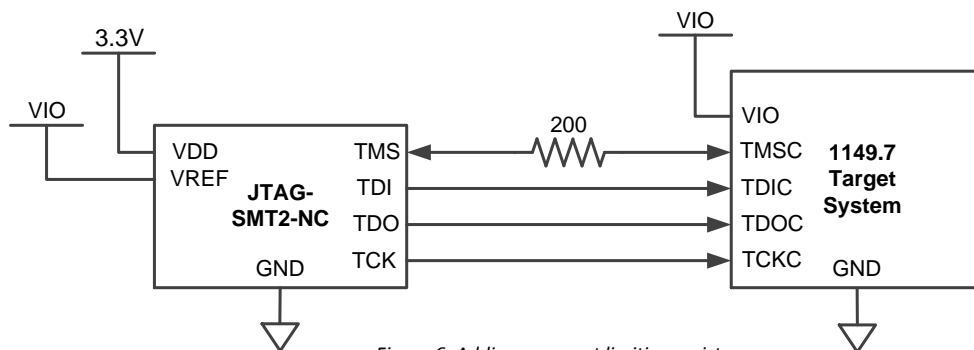 3.3V
VIO
VDD
VREF
JTAG-
SMT2-NC
TMS
TDI
TDO
TCK
GND
200
VIO
VIO
TMSC
TDIC
TDOC
TCKC
1149.7
Target
System
GND